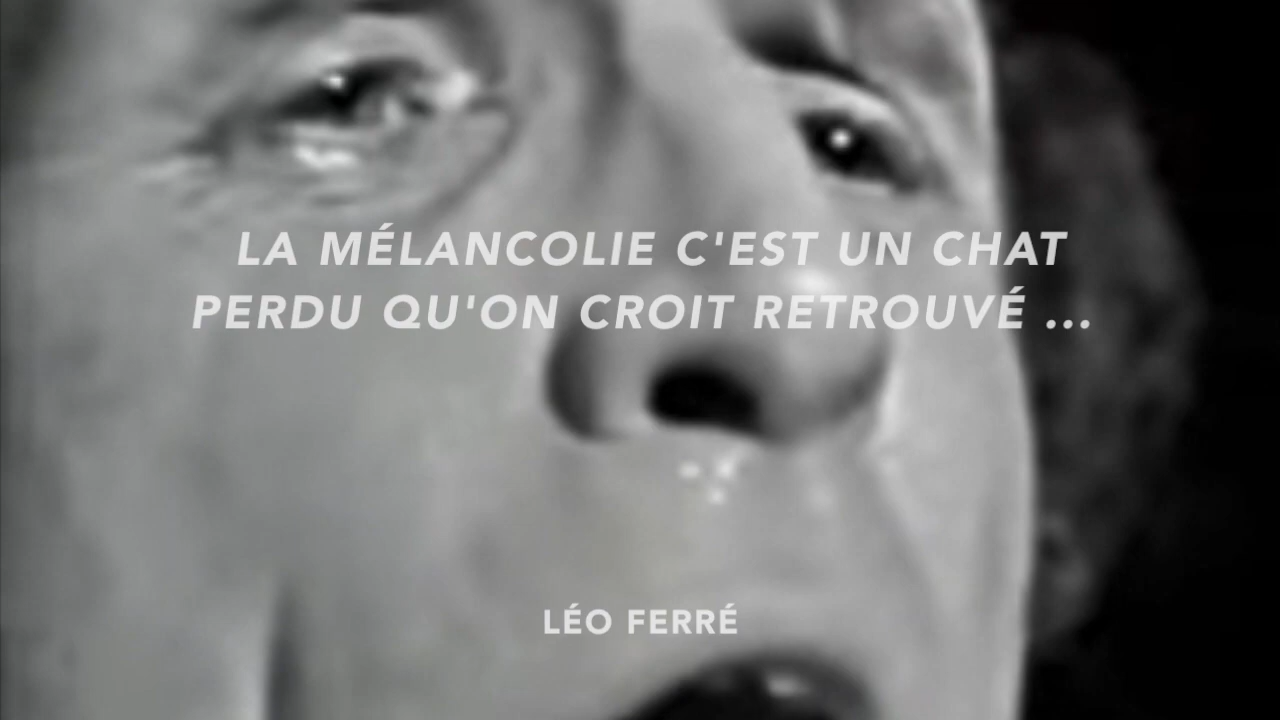 LA MÉLANCOLIE C'EST UN CHAT
PERDU QU'ON CROIT RETROUVÉ ...
LÉO FERRÉ